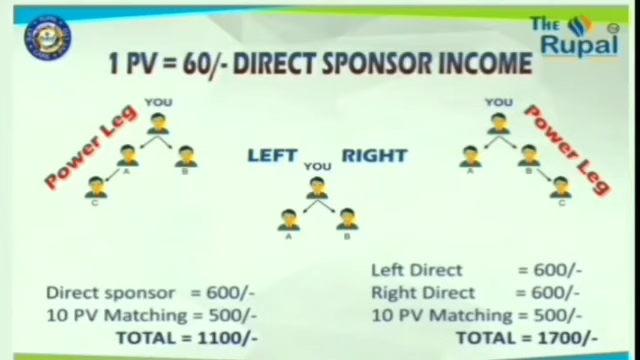 The
Rupal
1 PV = 60/- DIRECT SPONSOR INCOME
YOU
Power Leg
A
B
C
LEFT
RIGHT
YOU
A
B
YOU
Power Leg
A
B
C
Direct sponsor = 600/-
10 PV Matching = 500/-
TOTAL = 1100/-
Left Direct = 600/-
Right Direct = 600/-
10 PV Matching = 500/-
TOTAL = 1700/-